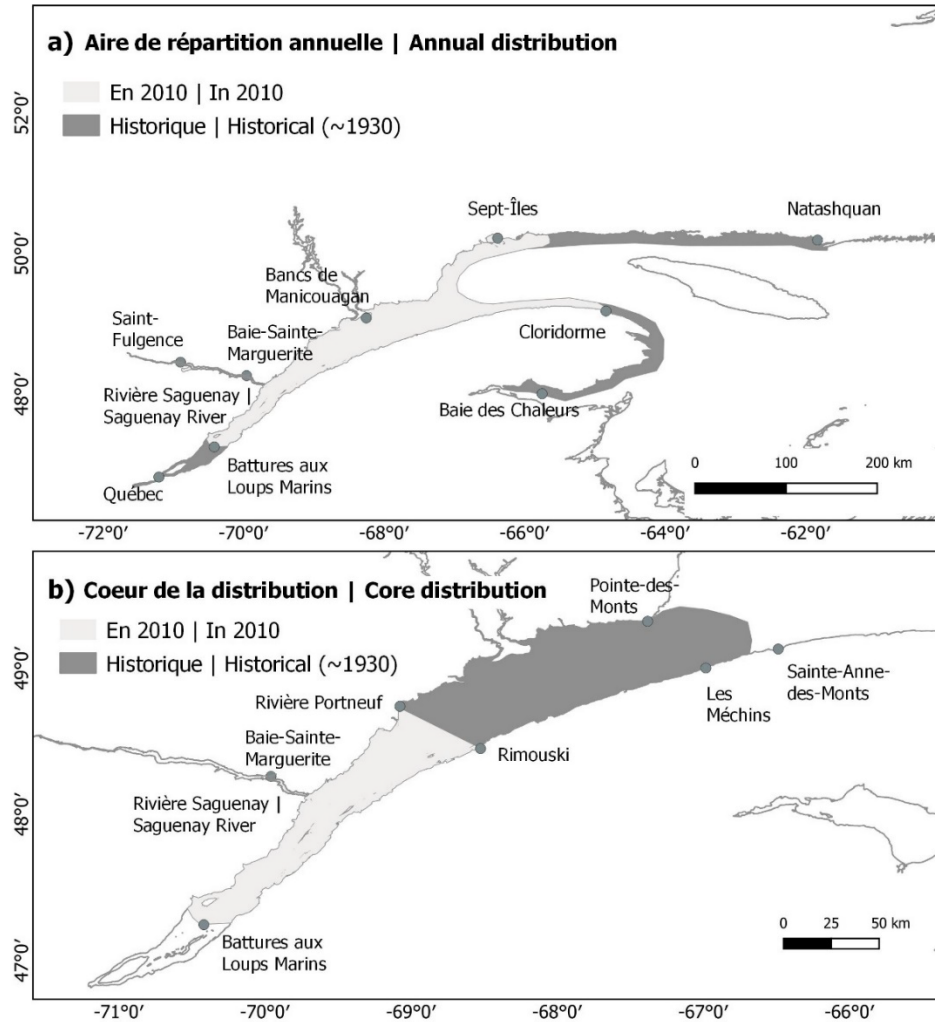 a) Aire de répartition annuelle | Annual distribution
En 2010 | In 2010
Historique | Historical (~1930)
52°0'
50°0'
48°0'
Sept-Îles
Natashquan
Bancs de
Manicouagan
Saint-
Fulgence
Baie-Sainte-
Marguerite
Cloridorme
Rivière Saguenay |
Saguenay River
Baie des Chaleurs
Battures aux
Loups Marins
Québec
0 100 200 km
-72°0' -70°0' -68°0' -66°0' -64°0' -62°0'
b) Coeur de la distribution | Core distribution
En 2010 | In 2010
Historique | Historical (~1930)
49°0'
48°0'
47°0'
Pointe-des-
Monts
Rivière Portneuf
Les
Méchins
Sainte-Anne-
des-Monts
Baie-Sainte-
Marguerite
Rimouski
Rivière Saguenay |
Saguenay River
Battures aux
Loups Marins
0 25 50 km
-71°0' -70°0' -69°0' -68°0' -67°0' -66°0'